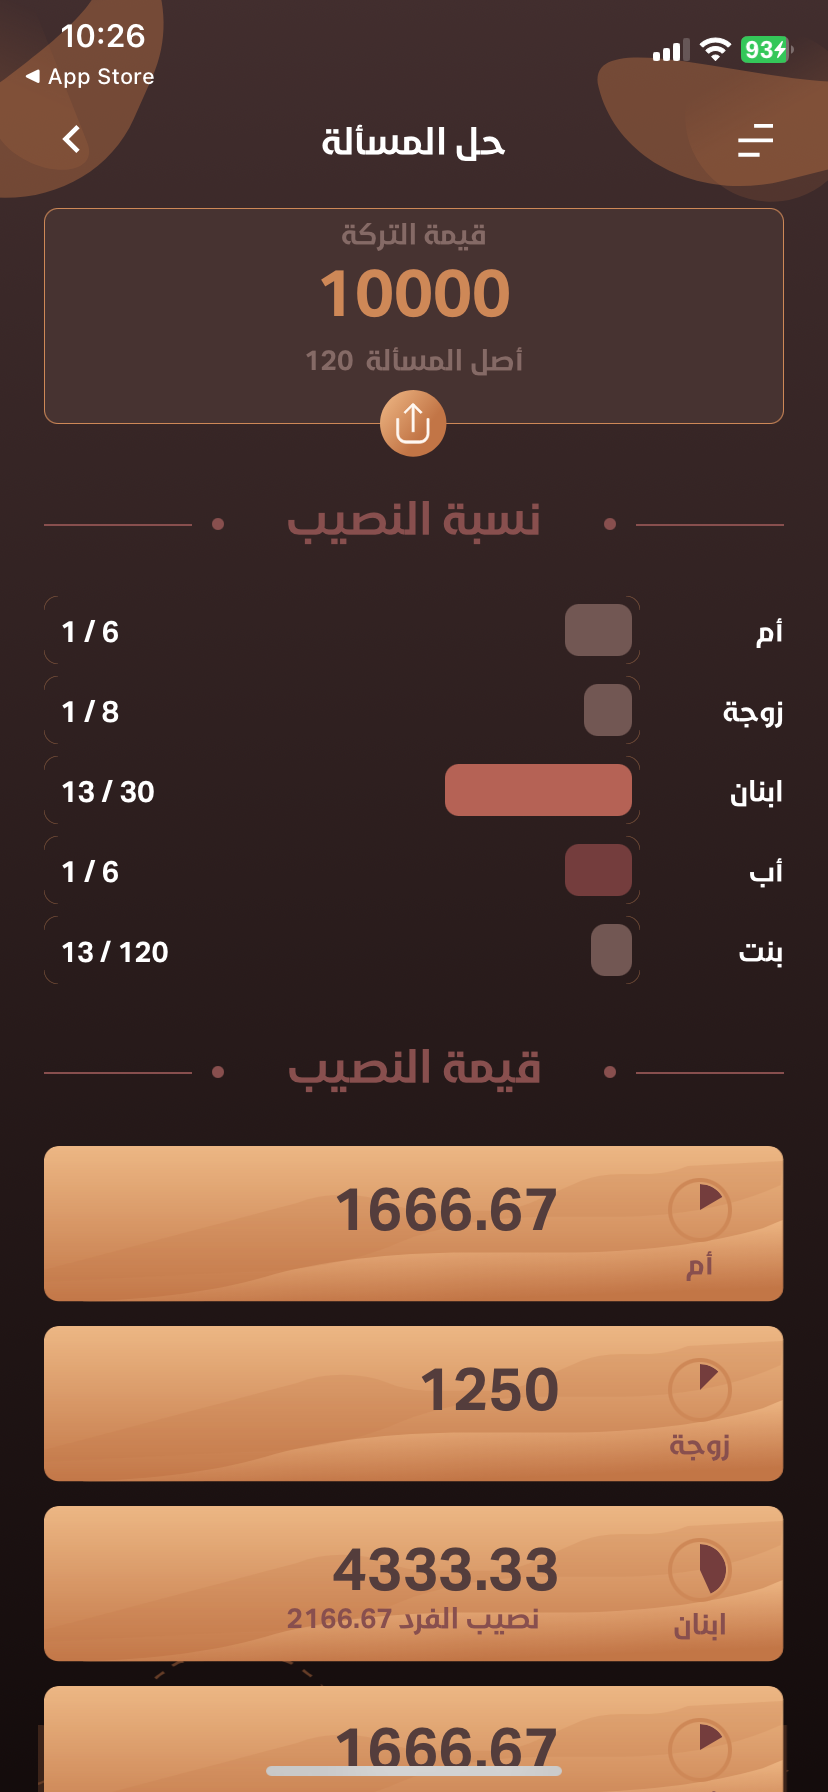 10:26
93
◀ App Store
حل المسألة
قيمة التركة
10000
أصل المسألة 120
نسبة النصيب
أم 1 / 6
زوجة 1 / 8
ابنان 13 / 30
أب 1 / 6
بنت 13 / 120
قيمة النصيب
1666.67
أم
1250
زوجة
4333.33
نصيب الفرد 2166.67
ابنان
1666.67